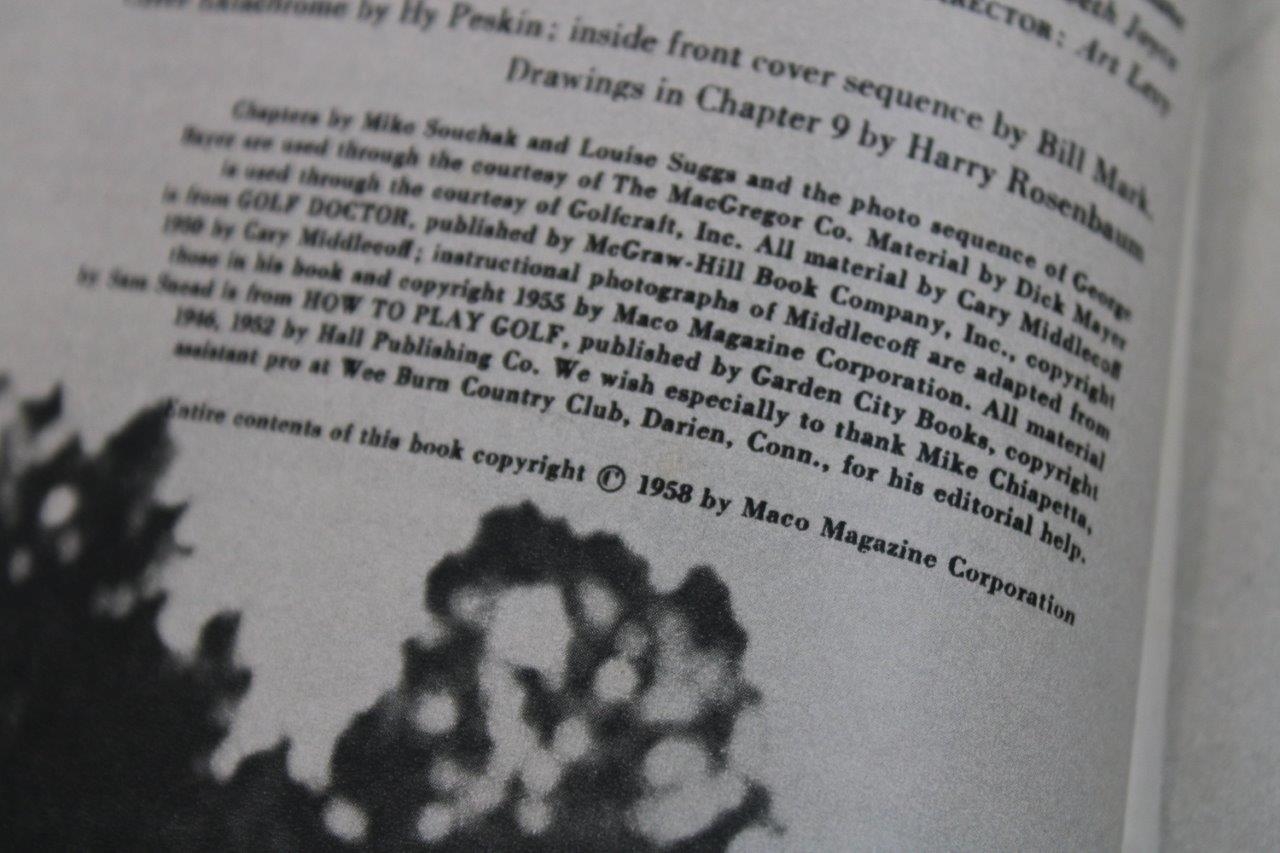 RECTOR: Art Levy
by Hy Peskin; inside front cover sequence by Bill Mark.
Drawings in Chapter 9 by Harry Rosenbaum
Chapters by Mike Souchak and Louise Suggs and the photo sequence of George
Bayer are used through the courtesy of The MacGregor Co. Material by Dick Mayer
is used through the courtesy of Golfcraft, Inc. All material by Cary Middlecoff
is from GOLF DOCTOR, published by McGraw-Hill Book Company, Inc., copyright
1950 by Cary Middlecoff; instructional photographs of Middlecoff are adapted from
those in his book and copyright 1955 by Maco Magazine Corporation. All material
by Sam Snead is from HOW TO PLAY GOLF, published by Garden City Books, copyright
1946, 1952 by Hall Publishing Co. We wish especially to thank Mike Chiapetta,
assistant pro at Wee Burn Country Club, Darien, Conn., for his editorial help.
Entire contents of this book copyright © 1958 by Maco Magazine Corporation